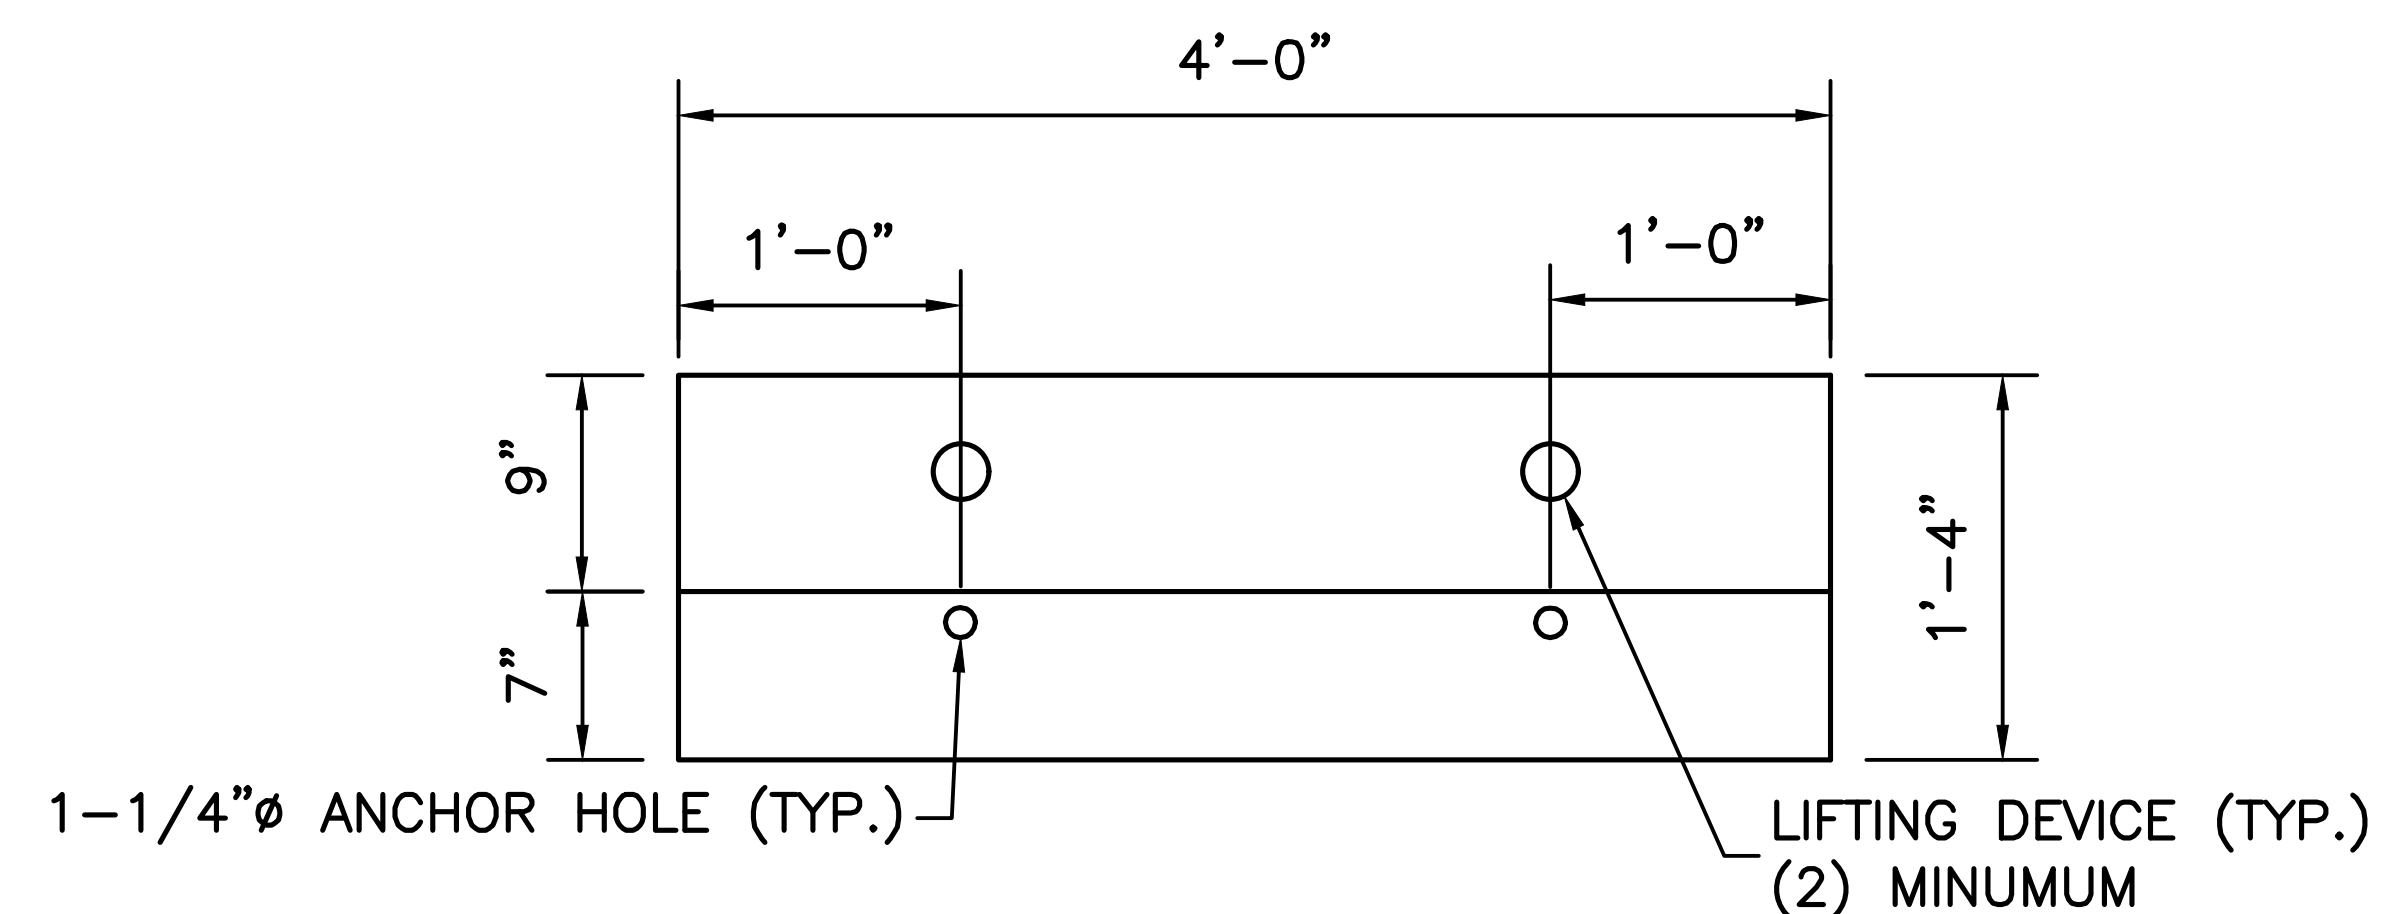 4'-0"
1'-0"
1'-0"
9"
7"
1'-4"
1-1/4"ø ANCHOR HOLE (TYP.)
LIFTING DEVICE (TYP.)
(2) MINIMUM